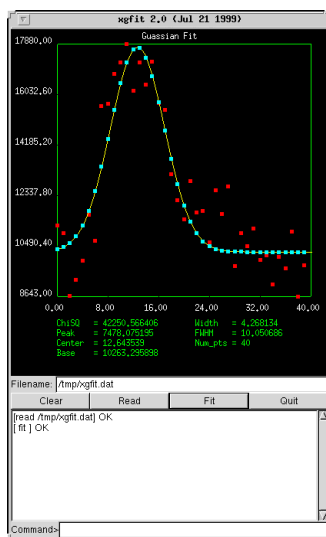 xgfit 2.0 (Jul 21 1999)
Guassian Fit
17880.00
16032.60
14185.20
12337.80
10490.40
8643.00
0.00 8.00 16.00 24.00 32.00 40.00
ChiSQ = 42250.566406 Width = 4.268134
Peak = 7478.075195 FWHM = 10.050686
Center = 12.643539 Num_pts = 40
Base = 10263.295898
Filename: /tmp/xgfit.dat
Clear Read Fit Quit
[read /tmp/xgfit.dat] OK
[ fit ] OK
Command>